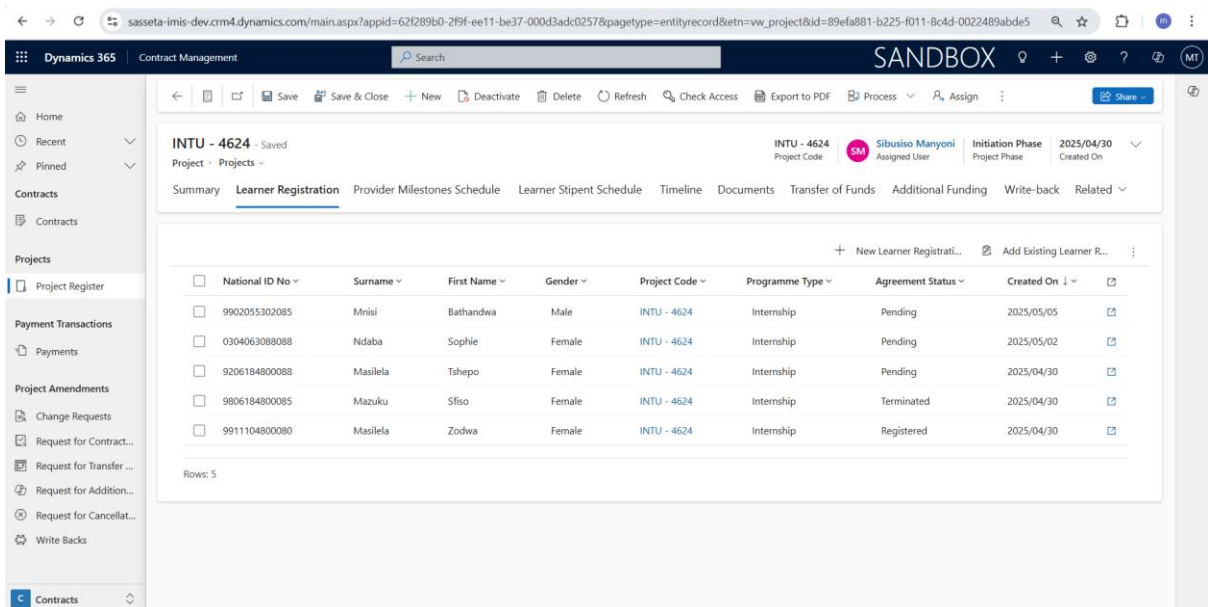 sasseta-imis-dev.crm4.dynamics.com/main.aspx?appid=62f289b0-2f9f-ee11-be37-000d3adc0257&pagetype=entityrecord&etn=vw_project&id=89efa881-b225-f011-8c4d-0022489abde5 m
Dynamics 365 Contract Management Search SANDBOX MT
Save Save & Close New Deactivate Delete Refresh Check Access Export to PDF Process Assign Share
Home
Recent
Pinned
Contracts
Contracts
Projects
Project Register
Payment Transactions
Payments
Project Amendments
Change Requests
Request for Contract...
Request for Transfer ...
Request for Addition...
Request for Cancellat...
Write Backs
C Contracts
INTU - 4624 - Saved
Project · Projects
INTU - 4624
Project Code
SM
Sibusiso Manyoni
Assigned User
Initiation Phase
Project Phase
2025/04/30
Created On
Summary Learner Registration Provider Milestones Schedule Learner Stipent Schedule Timeline Documents Transfer of Funds Additional Funding Write-back Related
New Learner Registrati... Add Existing Learner R...
National ID No Surname First Name Gender Project Code Programme Type Agreement Status Created On
9902055302085 Mnisi Bathandwa Male INTU - 4624 Internship Pending 2025/05/05
0304063088088 Ndaba Sophie Female INTU - 4624 Internship Pending 2025/05/02
9206184800088 Masilela Tshepo Female INTU - 4624 Internship Pending 2025/04/30
9806184800085 Mazuku Sfiso Female INTU - 4624 Internship Terminated 2025/04/30
9911104800080 Masilela Zodwa Female INTU - 4624 Internship Registered 2025/04/30
Rows: 5